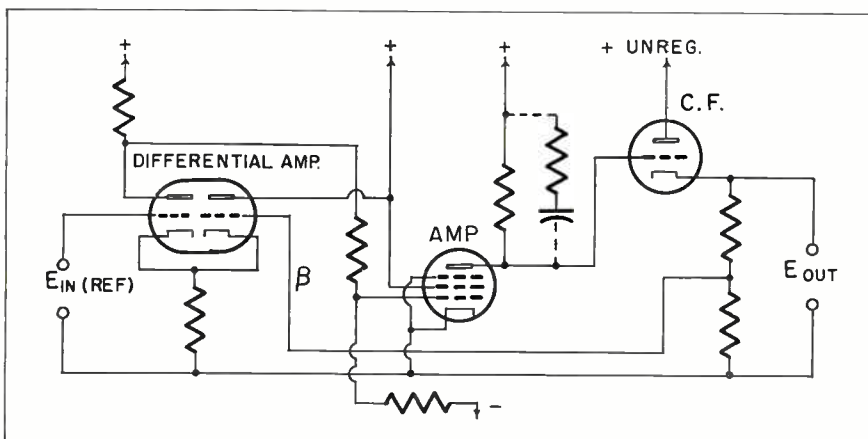 +
+
+
+ UNREG.
C.F.
DIFFERENTIAL AMP.
AMP
E IN (REF)
β
E OUT
-